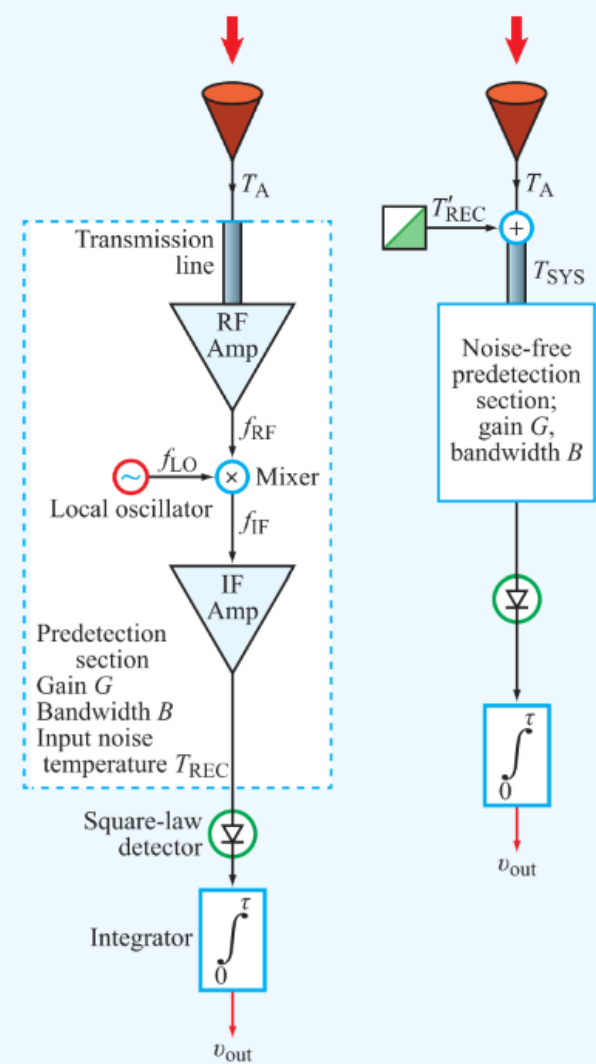 T_A
Transmission
line
RF
Amp
f_RF
f_LO
× Mixer
~
Local oscillator
f_IF
IF
Amp
Predetection
section
Gain G
Bandwidth B
Input noise
temperature T_REC
Square-law
detector
Integrator
∫
τ
0
v_out
T_A
T′_REC
+
T_SYS
Noise-free
predetection
section;
gain G,
bandwidth B
∫
τ
0
v_out